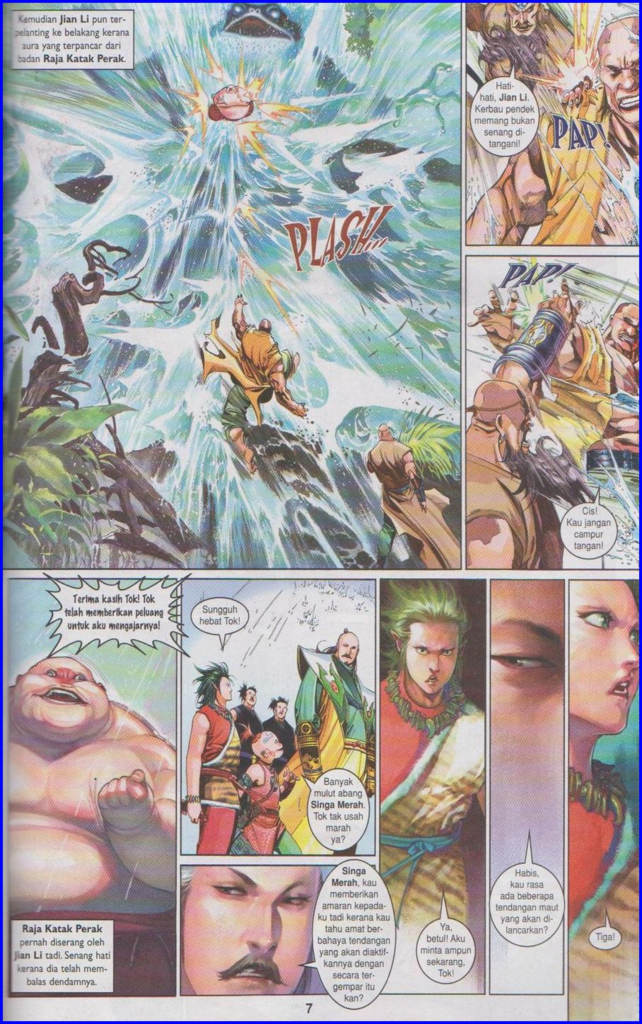 Kemudian Jian Li pun ter-
pelanting ke belakang kerana
aura yang terpancar dari
badan Raja Katak Perak.
PLASH...
Hati-
hati, Jian Li.
Kerbau pendek
memang bukan
senang di-
tangani!
PAP!
PAP!
Cis!
Kau jangan
campur
tangan!
Terima kasih Tok! Tok
telah memberikan peluang
untuk aku mengajarnya!
Raja Katak Perak
pernah diserang oleh
Jian Li tadi. Senang hati
kerana dia telah mem-
balas dendamnya.
Sungguh
hebat Tok!
Banyak
mulut abang
Singa Merah.
Tok tak usah
marah
ya?
Singa
Merah, kau
memberikan
amaran kepada-
ku tadi kerana kau
tahu amat ber-
bahaya tendangan
yang akan diaktif-
kannya dengan
secara ter-
gempar itu
kan?
Ya,
betul! Aku
minta ampun
sekarang,
Tok!
Habis,
kau rasa
ada beberapa
tendangan maut
yang akan di-
lancarkan?
Tiga!
7